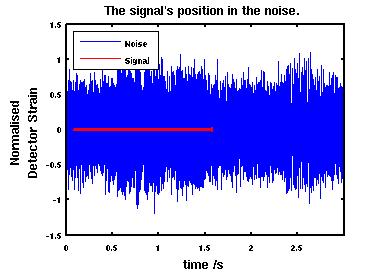 The signal's position in the noise.
1.5
Noise
Signal
1
0.5
0
-0.5
-1
-1.5
Normalised
Detector Strain
0
0.5
1
1.5
2
2.5
time /s